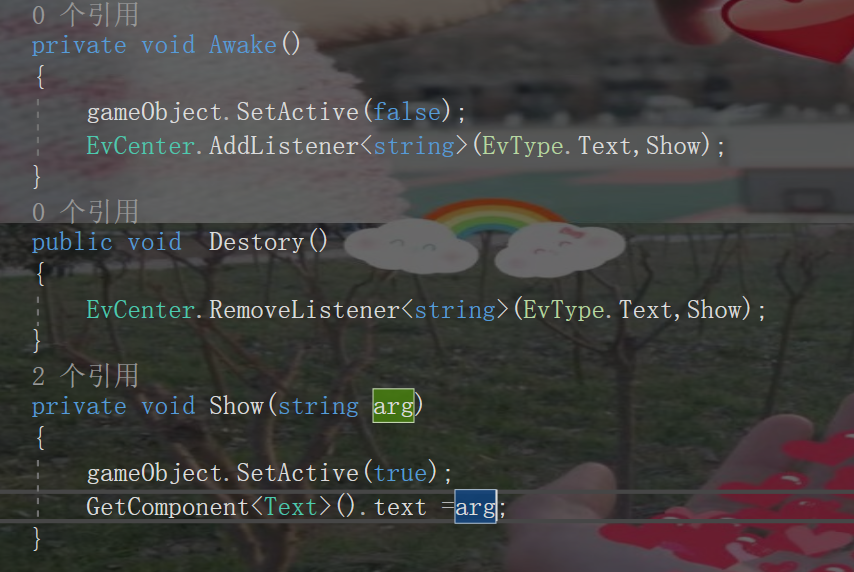 0 个引用
private void Awake()
{
gameObject.SetActive(false);
EvCenter.AddListener<string>(EvType.Text,Show);
}
0 个引用
public void  Destory()
{
EvCenter.RemoveListener<string>(EvType.Text,Show);
}
2 个引用
private void Show(string arg)
{
gameObject.SetActive(true);
GetComponent<Text>().text =arg;
}